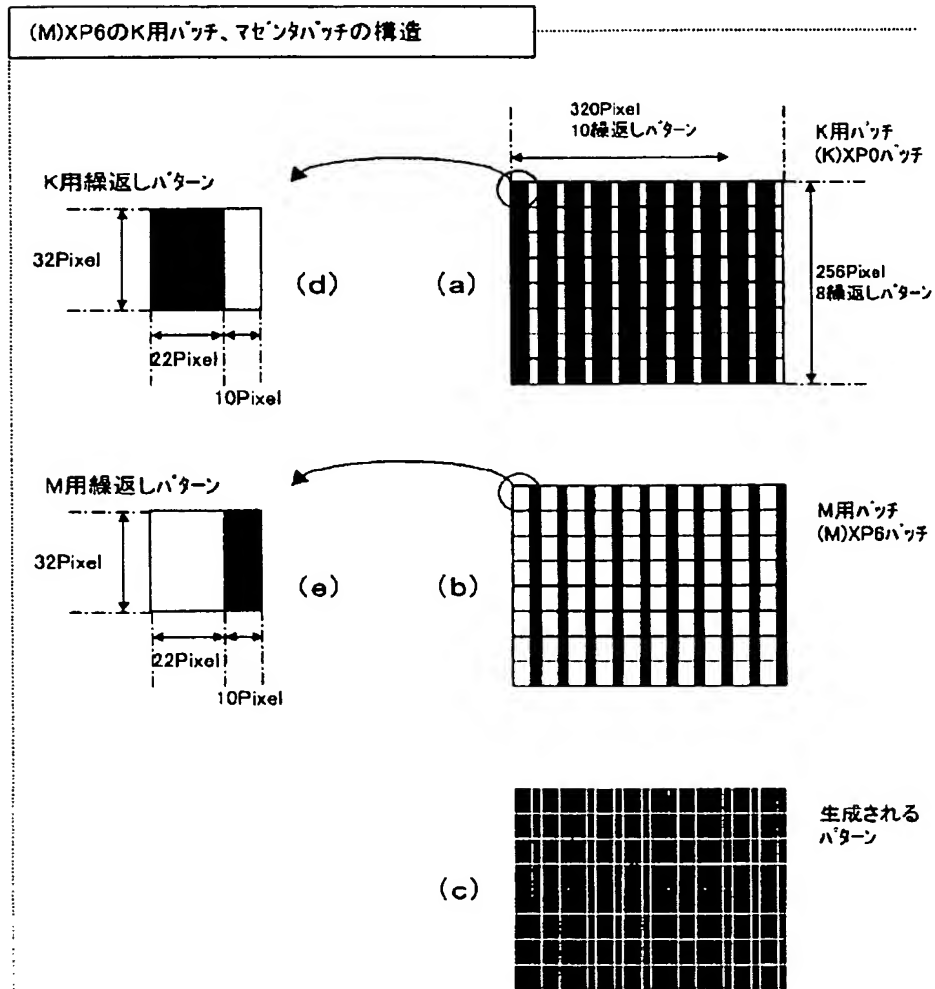 (M)XP6のK用パッチ、マゼンタパッチの構造
320Pixel
10繰返しパターン
K用パッチ
(K)XP0パッチ
K用繰返しパターン
32Pixel
(d)
(a)
256Pixel
8繰返しパターン
22Pixel
10Pixel
M用繰返しパターン
M用パッチ
(M)XP6パッチ
32Pixel
(e)
(b)
22Pixel
10Pixel
生成される
パターン
(c)